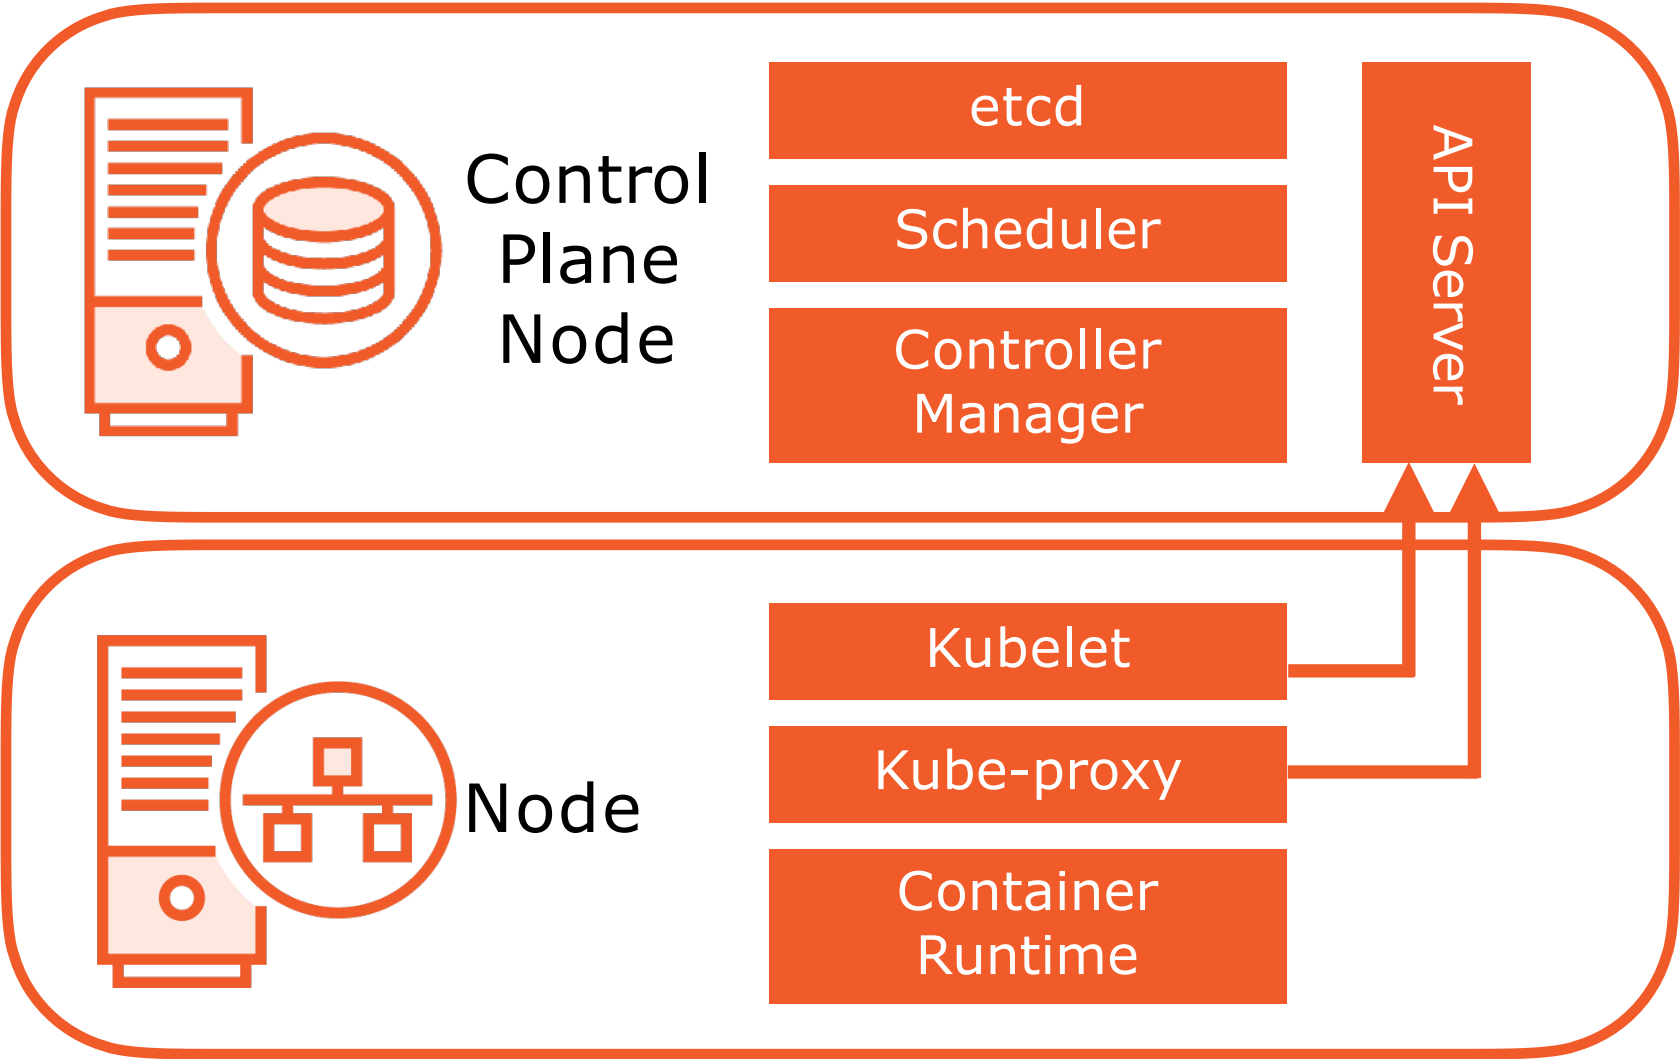 Control
Plane
Node
etcd
Scheduler
Controller
Manager
API Server
Node
Kubelet
Kube-proxy
Container
Runtime